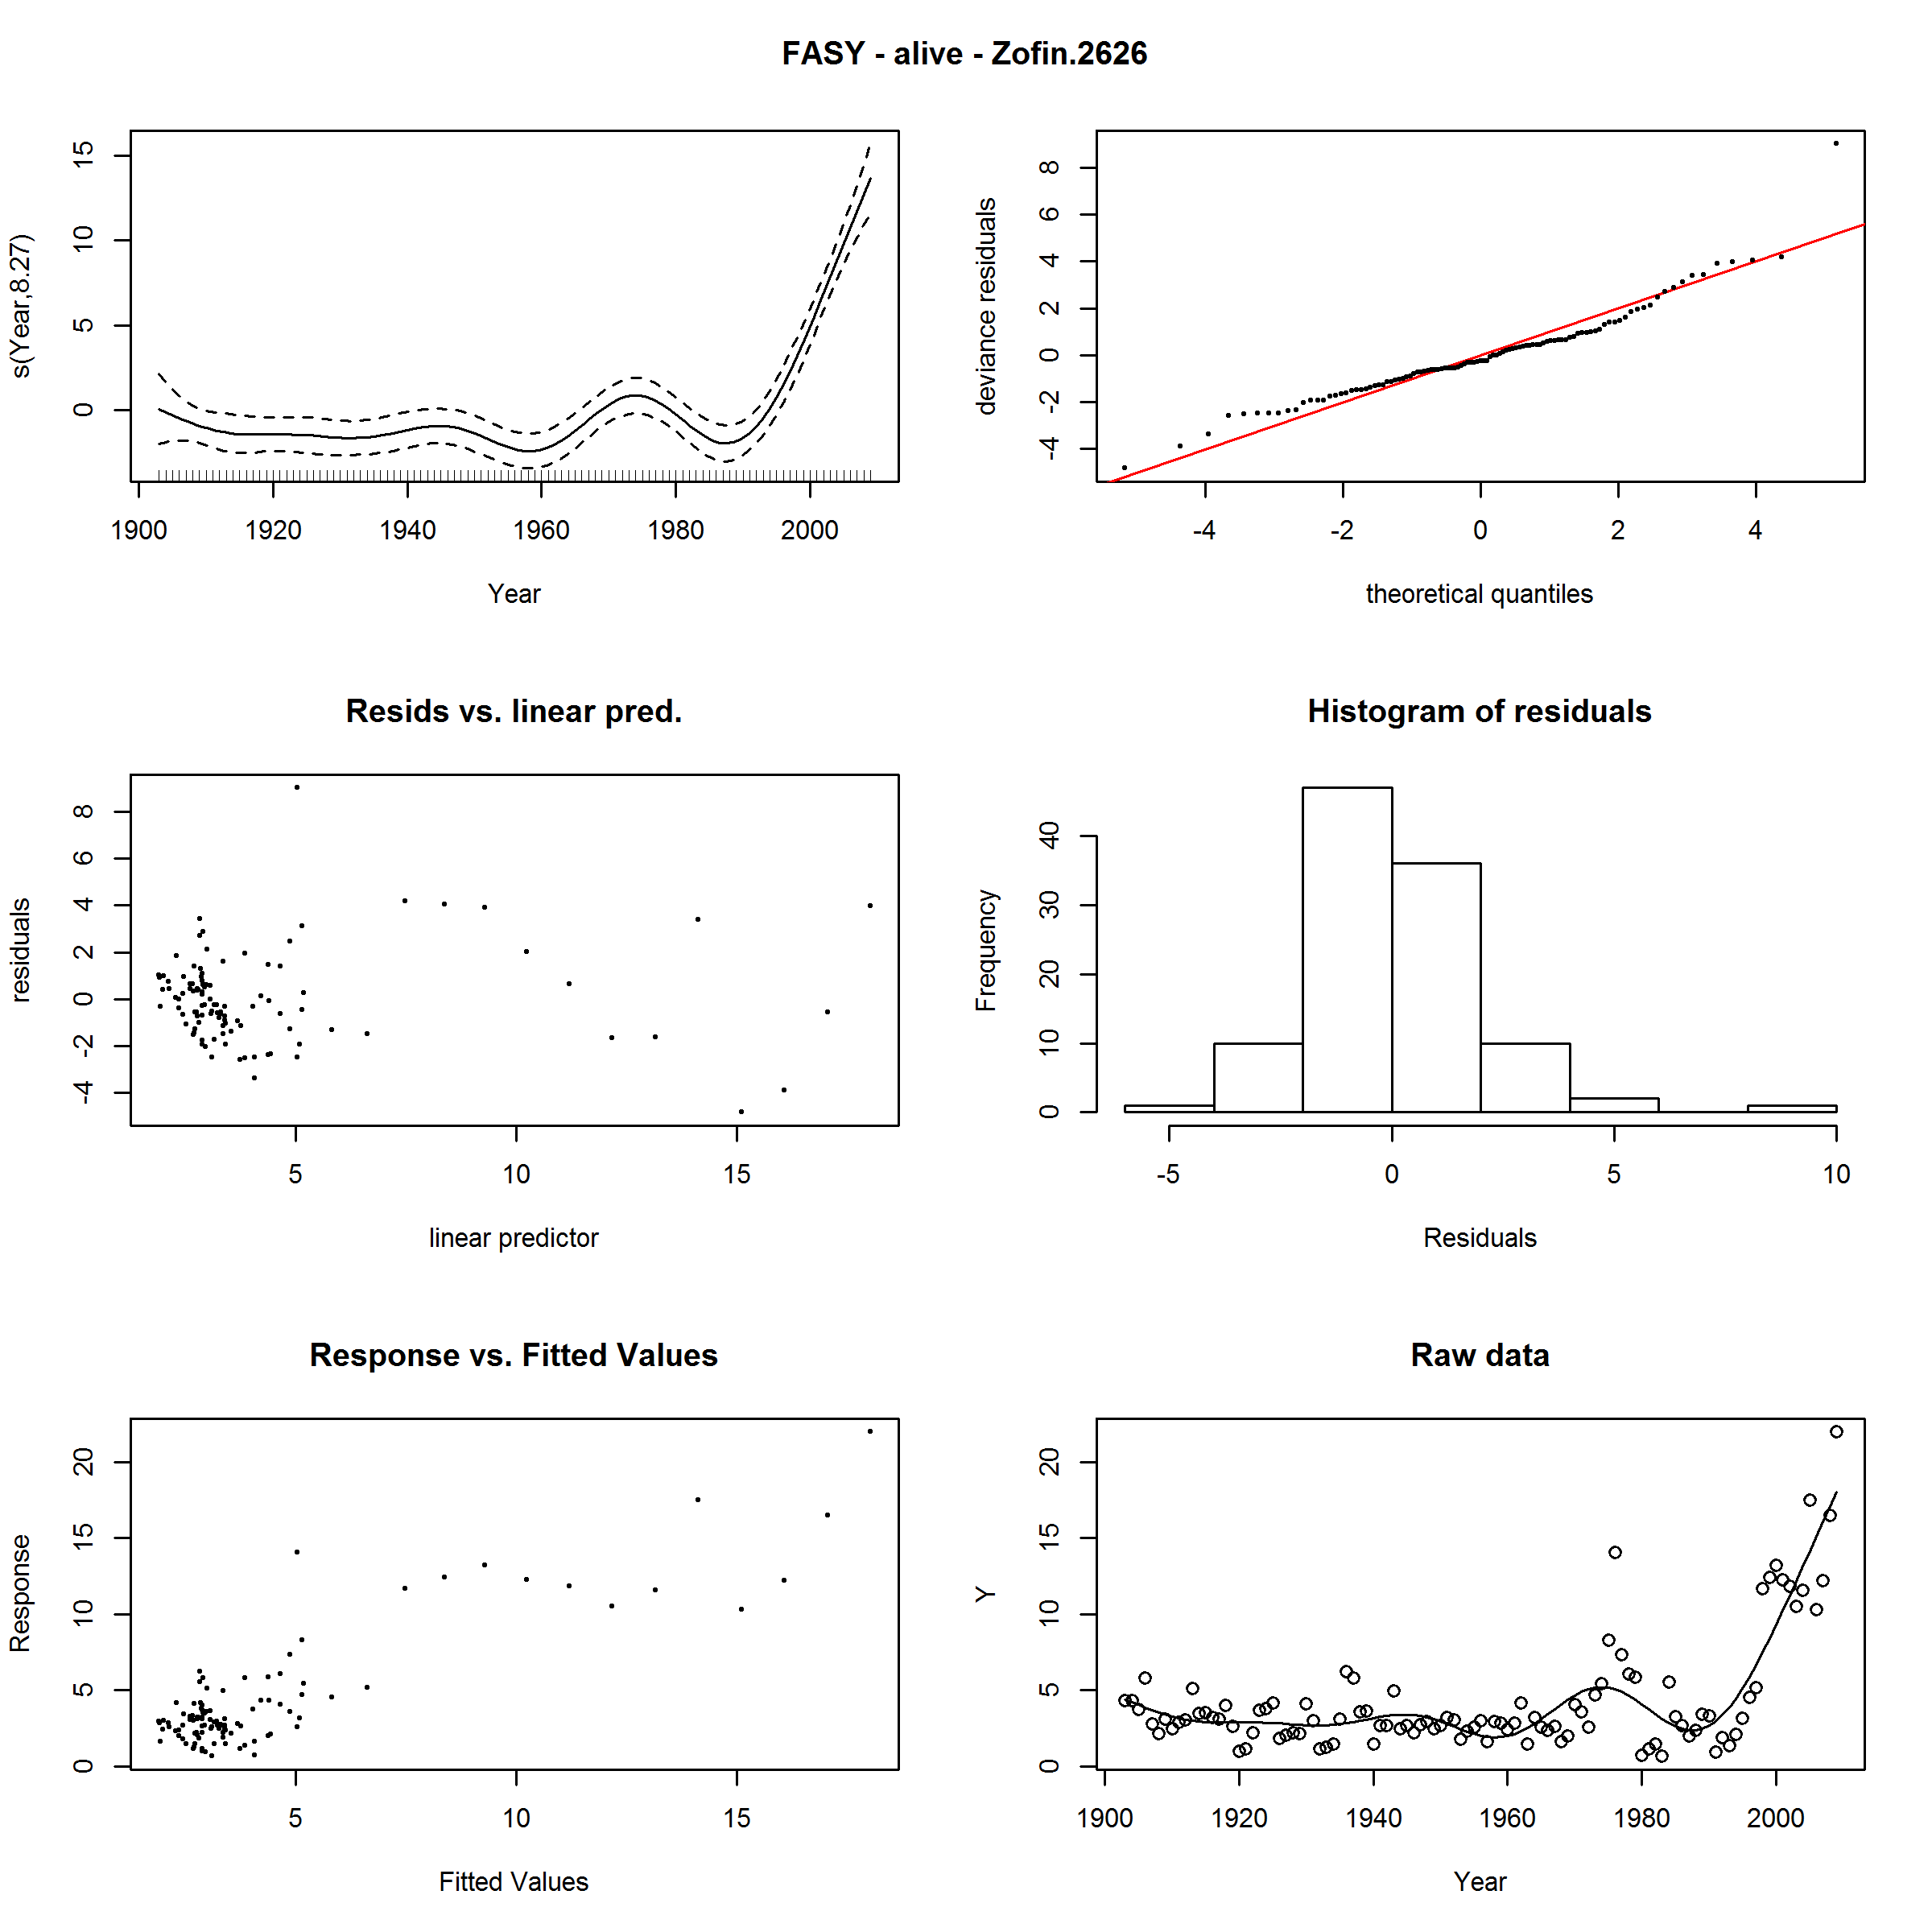 FASY - alive - Zofin.2626
s(Year,8.27)
0 5 10 15
1900 1920 1940 1960 1980 2000
Year
deviance residuals
-4 -2 0 2 4 6 8
-4 -2 0 2 4
theoretical quantiles
Resids vs. linear pred.
residuals
-4 -2 0 2 4 6 8
5 10 15
linear predictor
Histogram of residuals
Frequency
0 10 20 30 40
-5 0 5 10
Residuals
Response vs. Fitted Values
Response
0 5 10 15 20
5 10 15
Fitted Values
Raw data
Y
0 5 10 15 20
1900 1920 1940 1960 1980 2000
Year